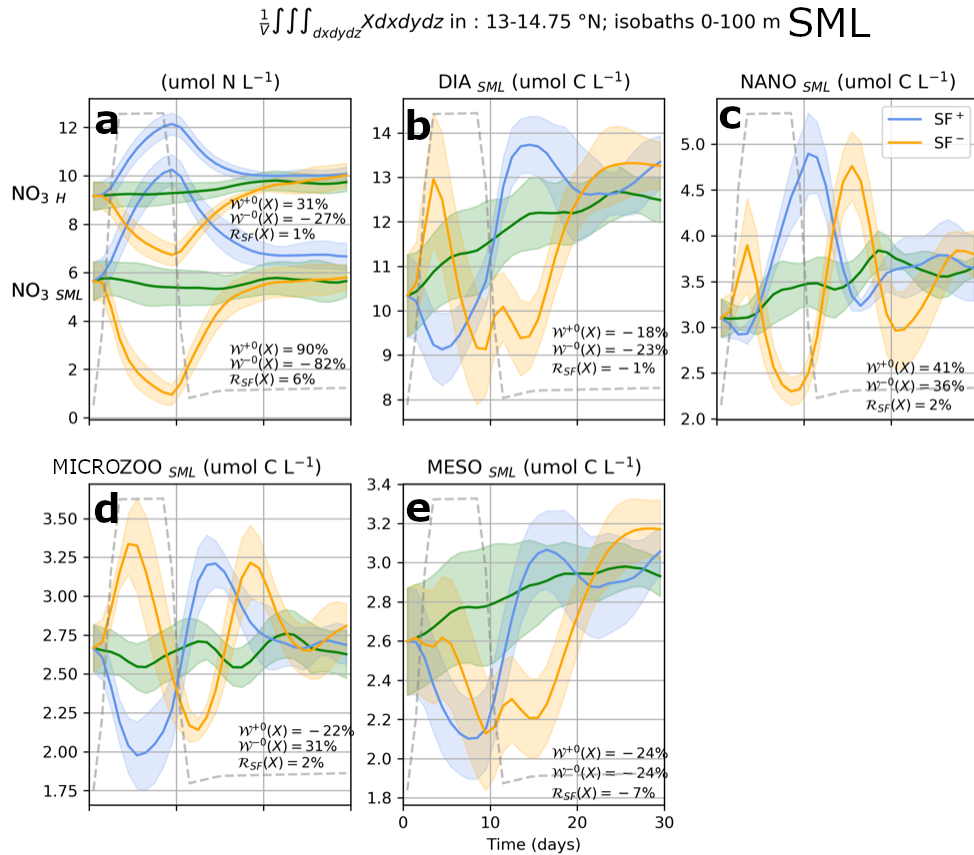 1/V ∫∫∫dxdydz Xdxdydz in : 13-14.75 °N; isobaths 0-100 m SML
(umol N L⁻¹)
DIA SML (umol C L⁻¹)
NANO SML (umol C L⁻¹)
a
12
10
8
6
4
2
0
NO₃ H
NO₃ SML
𝒲⁺⁰(X) = 31%
𝒲⁻⁰(X) = −27%
ℛSF(X) = 1%
𝒲⁺⁰(X) = 90%
𝒲⁻⁰(X) = −82%
ℛSF(X) = 6%
b
14
13
12
11
10
9
8
𝒲⁺⁰(X) = −18%
𝒲⁻⁰(X) = −23%
ℛSF(X) = −1%
c
SF⁺
SF⁻
5.0
4.5
4.0
3.5
3.0
2.5
2.0
𝒲⁺⁰(X) = 41%
𝒲⁻⁰(X) = 36%
ℛSF(X) = 2%
MICROZOO SML (umol C L⁻¹)
MESO SML (umol C L⁻¹)
d
3.50
3.25
3.00
2.75
2.50
2.25
2.00
1.75
𝒲⁺⁰(X) = −22%
𝒲⁻⁰(X) = 31%
ℛSF(X) = 2%
e
3.4
3.2
3.0
2.8
2.6
2.4
2.2
2.0
1.8
𝒲⁺⁰(X) = −24%
𝒲⁻⁰(X) = −24%
ℛSF(X) = −7%
0 10 20 30
Time (days)